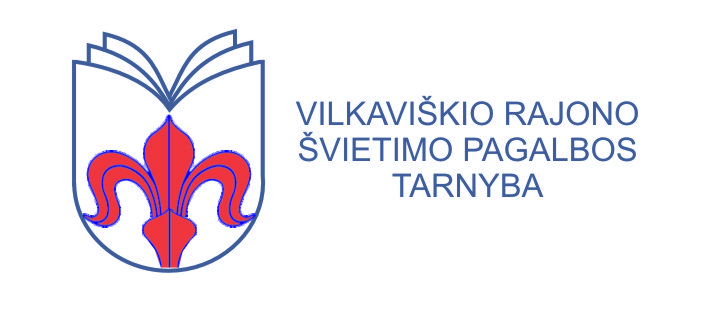 VILKAVIŠKIO RAJONO
ŠVIETIMO PAGALBOS
TARNYBA